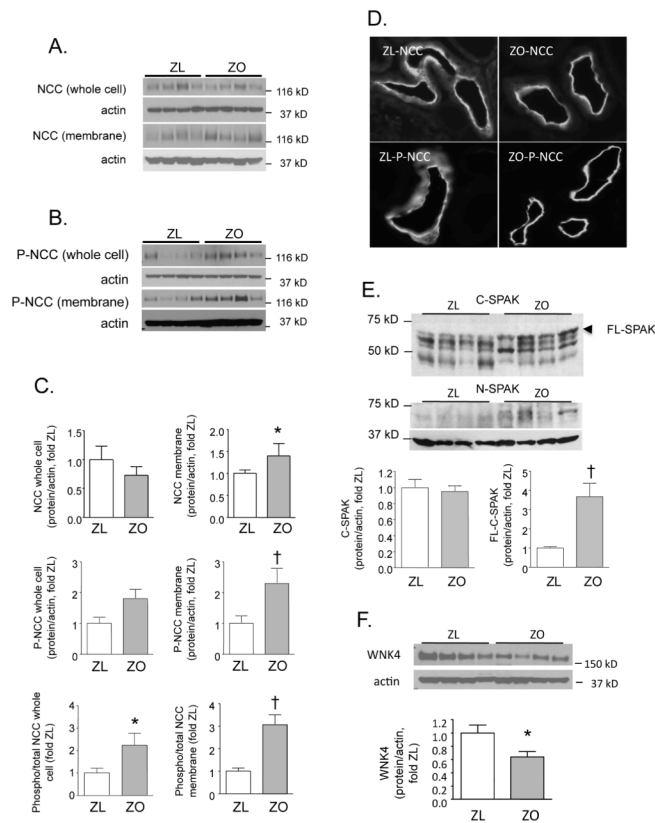 A.
ZL ZO
NCC (whole cell) 116 kD
actin 37 kD
NCC (membrane) 116 kD
actin 37 kD
B.
ZL ZO
P-NCC (whole cell) 116 kD
actin 37 kD
P-NCC (membrane) 116 kD
actin 37 kD
C.
NCC whole cell
(protein/actin, fold ZL)
1.5
1.0
0.5
0.0
ZL ZO
NCC membrane
(protein/actin, fold ZL)
2.0
1.5
1.0
0.5
0.0
*
ZL ZO
P-NCC whole cell
(protein/actin, fold ZL)
3
2
1
0
ZL ZO
P-NCC membrane
(protein/actin, fold ZL)
3
2
1
0
†
ZL ZO
Phospho/total NCC whole
cell (fold ZL)
4
3
2
1
0
*
ZL ZO
Phospho/total NCC
membrane (fold ZL)
4
3
2
1
0
†
ZL ZO
D.
ZL-NCC ZO-NCC
ZL-P-NCC ZO-P-NCC
E.
C-SPAK
75 kD ZL ZO
FL-SPAK
50 kD
N-SPAK
75 kD ZL ZO
37 kD
C-SPAK
(protein/actin, fold ZL)
1.2
1.0
0.8
0.6
0.4
0.2
0.0
ZL ZO
FL-C-SPAK
(protein/actin, fold ZL)
5.0
4.0
3.0
2.0
1.0
0.0
†
ZL ZO
F.
ZL ZO
WNK4 150 kD
actin 37 kD
WNK4
(protein/actin,
fold ZL)
1.2
1.0
0.8
0.6
0.4
0.2
0.0
*
ZL ZO